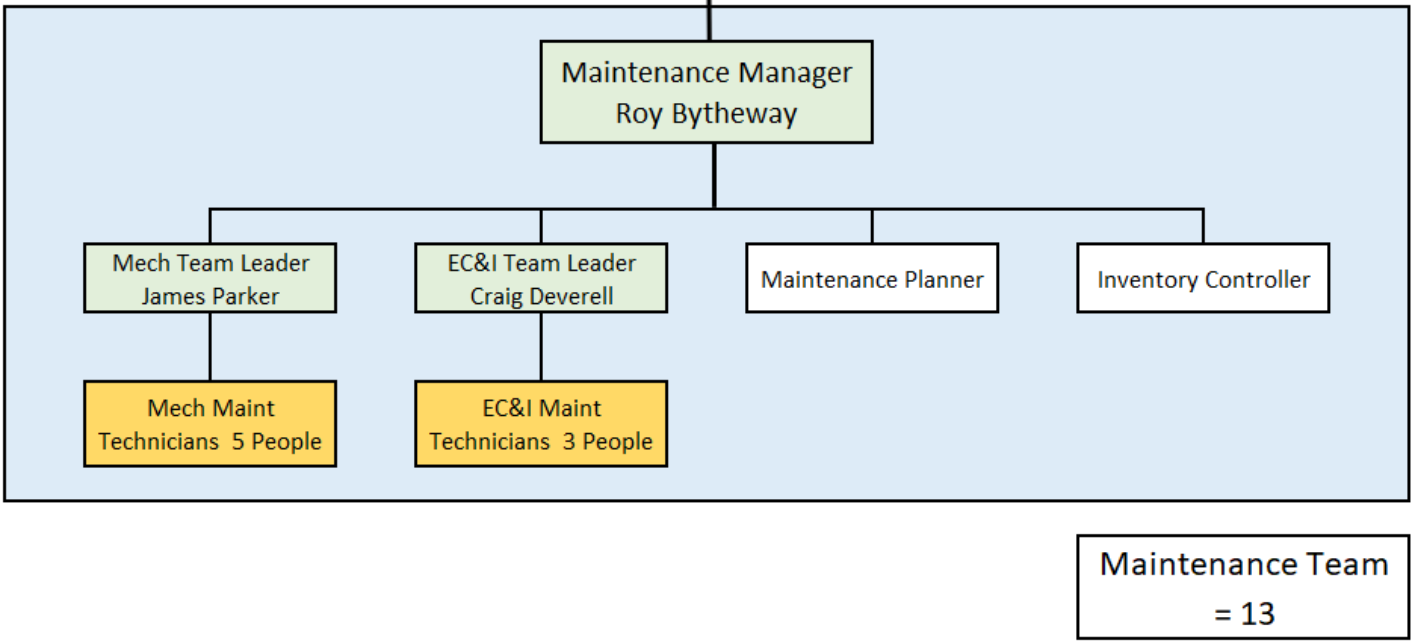 Maintenance Manager
Roy Bytheway
Mech Team Leader
James Parker
EC&I Team Leader
Craig Deverell
Maintenance Planner
Inventory Controller
Mech Maint
Technicians  5 People
EC&I Maint
Technicians  3 People
Maintenance Team
= 13